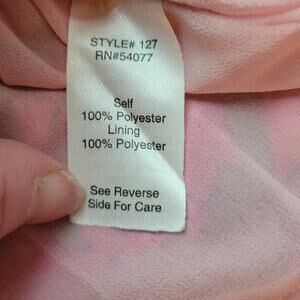 STYLE# 127
RN#54077
Self
100% Polyester
Lining
100% Polyester
See Reverse
Side For Care